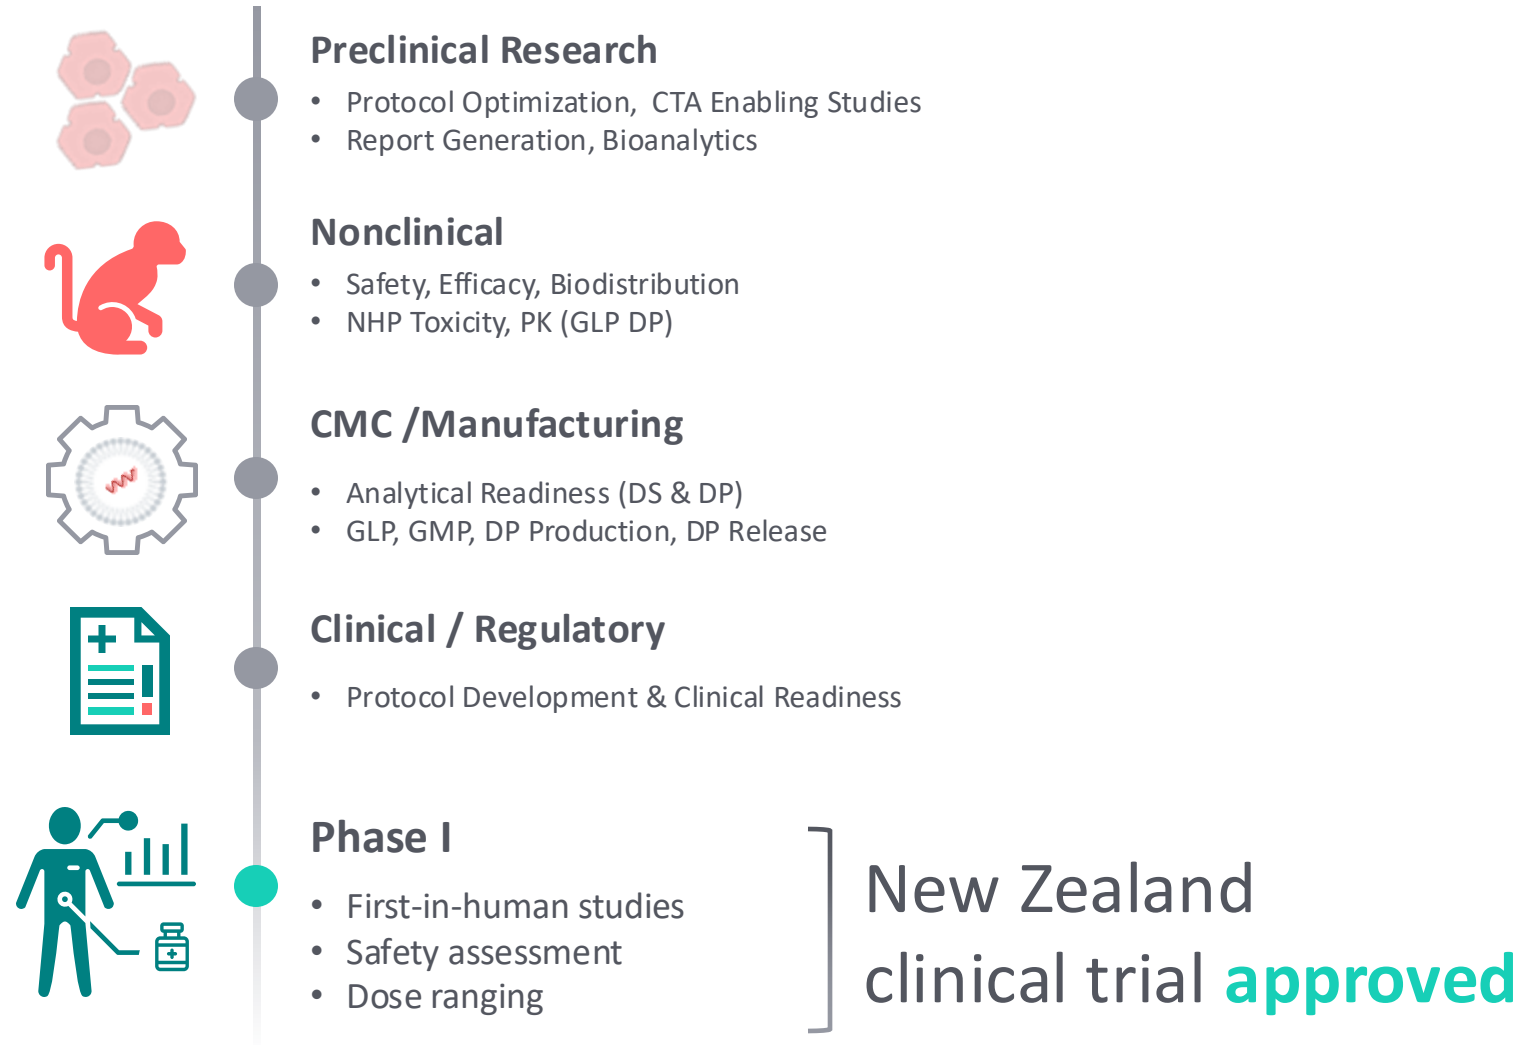 Preclinical Research
• Protocol Optimization, CTA Enabling Studies
• Report Generation, Bioanalytics
Nonclinical
• Safety, Efficacy, Biodistribution
• NHP Toxicity, PK (GLP DP)
CMC /Manufacturing
• Analytical Readiness (DS & DP)
• GLP, GMP, DP Production, DP Release
Clinical / Regulatory
• Protocol Development & Clinical Readiness
Phase I
• First-in-human studies
• Safety assessment
• Dose ranging
New Zealand
clinical trial approved